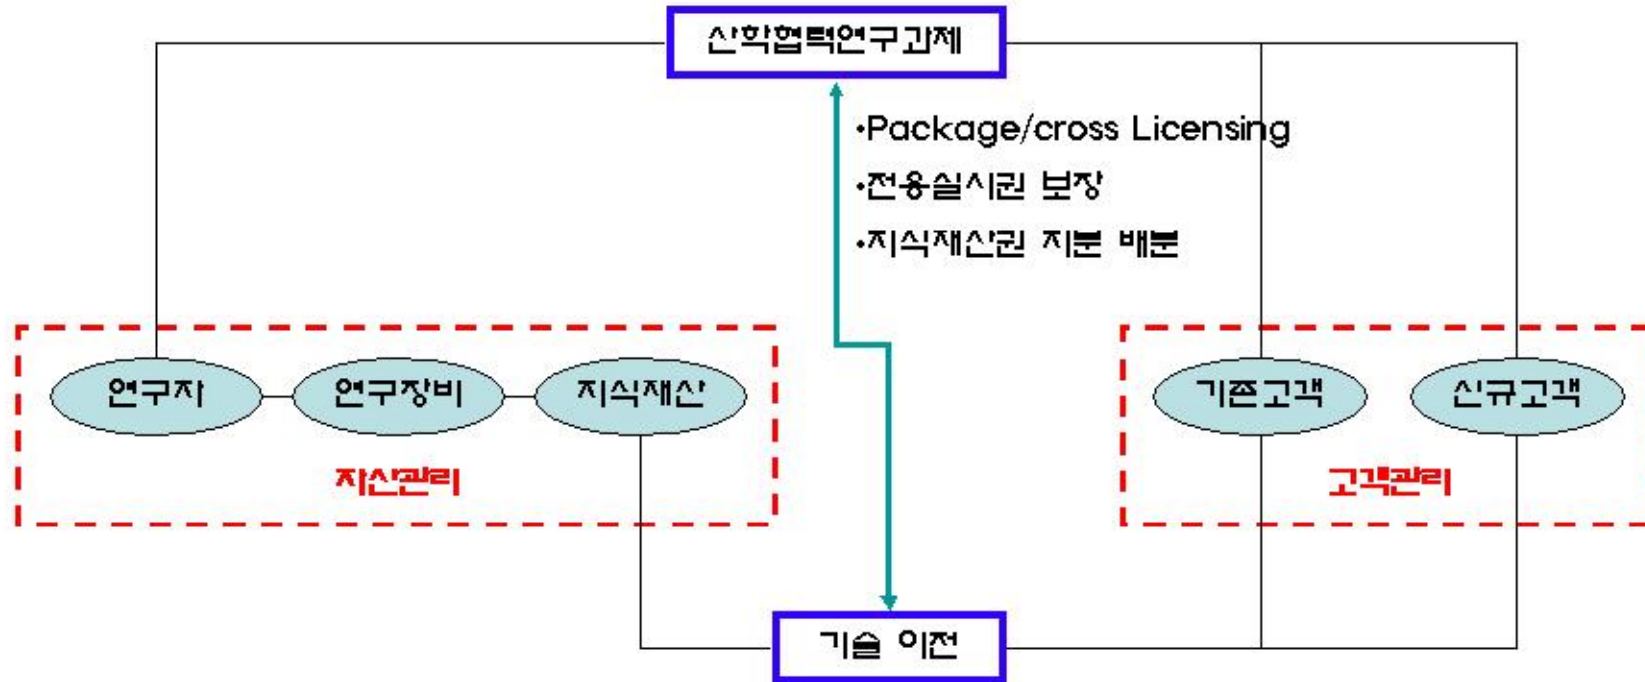 산학협력연구과제
•Package/cross Licensing
•전용실시권 보장
•지식재산권 지분 배분
연구자
연구장비
지식재산
기존고객
신규고객
자산관리
고객관리
기술 이전